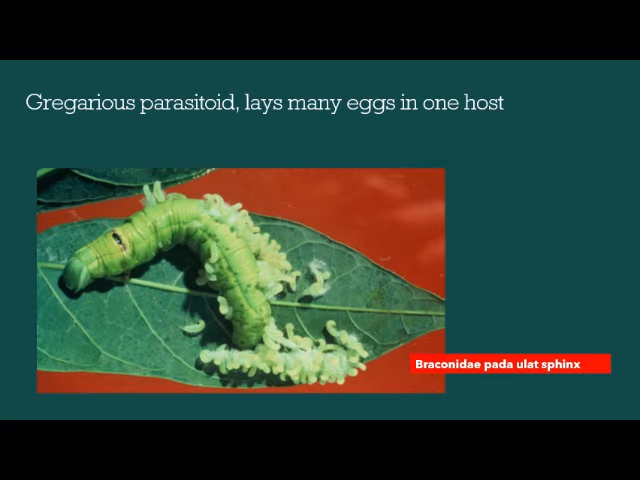 Gregarious parasitoid, lays many eggs in one host
Braconidae pada ulat sphinx